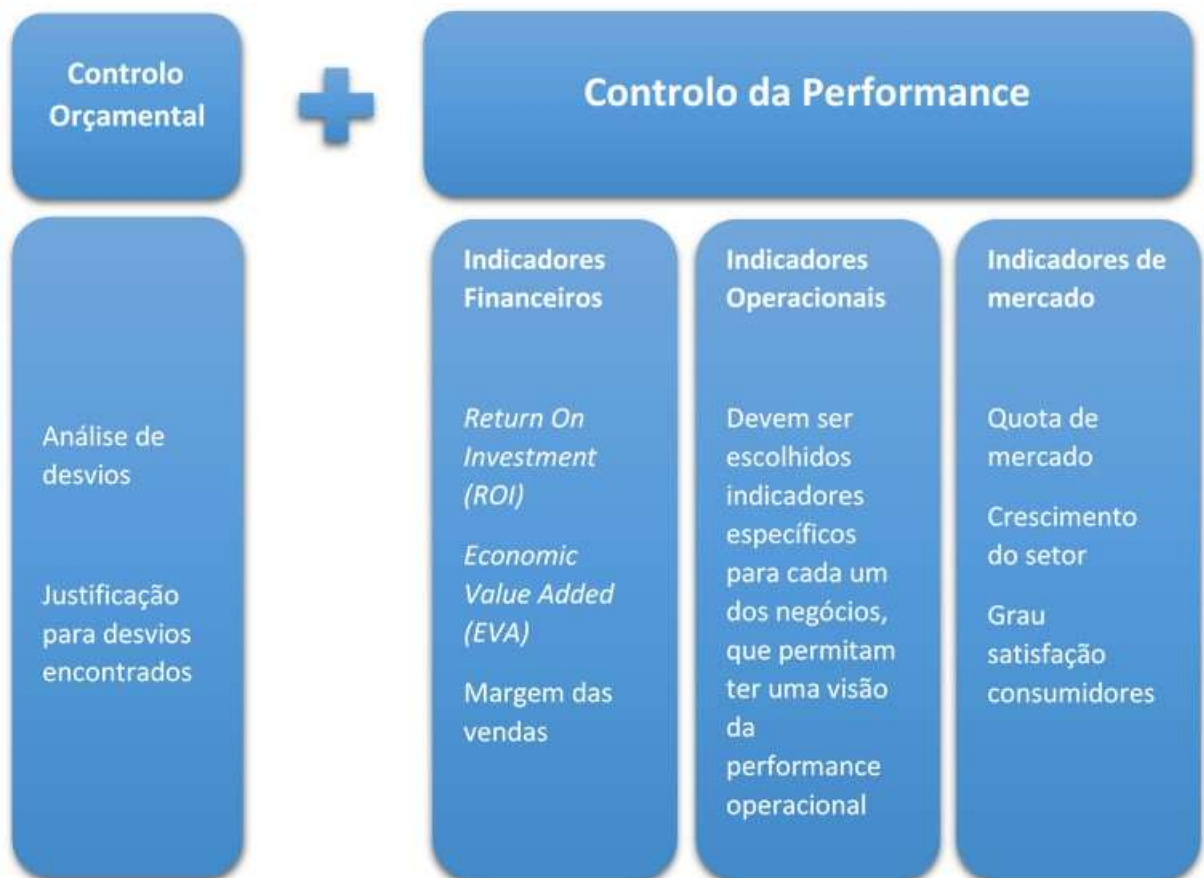 Controlo
Orçamental
Controlo da Performance
Análise de
desvios
Justificação
para desvios
encontrados
Indicadores
Financeiros
Return On
Investment
(ROI)
Economic
Value Added
(EVA)
Margem das
vendas
Indicadores
Operacionais
Devem ser
escolhidos
indicadores
específicos
para cada um
dos negócios,
que permitam
ter uma visão
da
performance
operacional
Indicadores de
mercado
Quota de
mercado
Crescimento
do setor
Grau
satisfação
consumidores